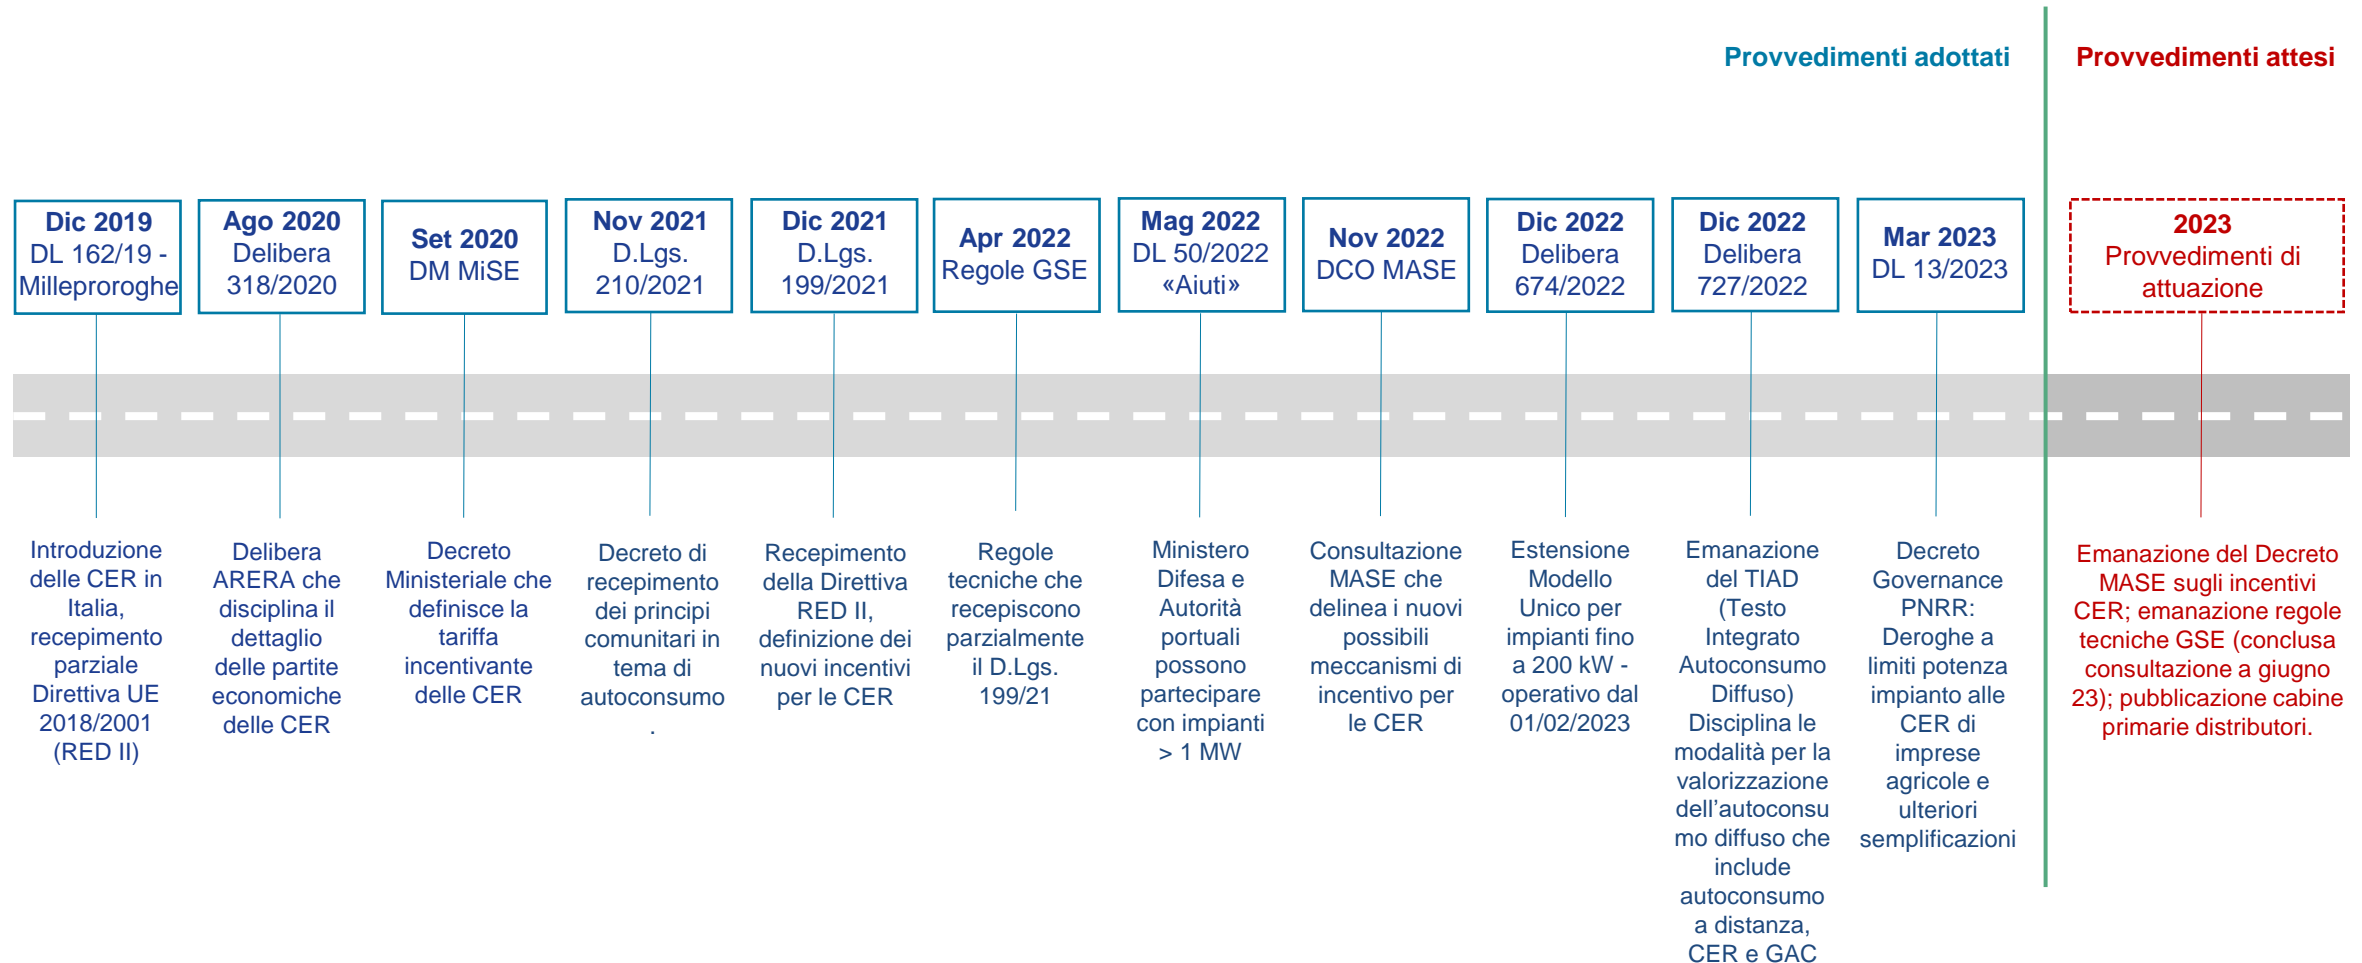 Provvedimenti adottati
Provvedimenti attesi
Dic 2019
DL 162/19 -
Milleproroghe
Ago 2020
Delibera
318/2020
Set 2020
DM MiSE
Nov 2021
D.Lgs.
210/2021
Dic 2021
D.Lgs.
199/2021
Apr 2022
Regole GSE
Mag 2022
DL 50/2022
«Aiuti»
Nov 2022
DCO MASE
Dic 2022
Delibera
674/2022
Dic 2022
Delibera
727/2022
Mar 2023
DL 13/2023
2023
Provvedimenti di
attuazione
Introduzione
delle CER in
Italia,
recepimento
parziale
Direttiva UE
2018/2001
(RED II)
Delibera
ARERA che
disciplina il
dettaglio
delle partite
economiche
delle CER
Decreto
Ministeriale che
definisce la
tariffa
incentivante
delle CER
Decreto di
recepimento
dei principi
comunitari in
tema di
autoconsumo
.
Recepimento
della Direttiva
RED II,
definizione dei
nuovi incentivi
per le CER
Regole
tecniche che
recepiscono
parzialmente
il D.Lgs.
199/21
Ministero
Difesa e
Autorità
portuali
possono
partecipare
con impianti
> 1 MW
Consultazione
MASE che
delinea i nuovi
possibili
meccanismi di
incentivo per
le CER
Estensione
Modello
Unico per
impianti fino
a 200 kW -
operativo dal
01/02/2023
Emanazione
del TIAD
(Testo
Integrato
Autoconsumo
Diffuso)
Disciplina le
modalità per la
valorizzazione
dell'autoconsu
mo diffuso che
include
autoconsumo
a distanza,
CER e GAC
Decreto
Governance
PNRR:
Deroghe a
limiti potenza
impianto alle
CER di
imprese
agricole e
ulteriori
semplificazioni
Emanazione del Decreto
MASE sugli incentivi
CER; emanazione regole
tecniche GSE (conclusa
consultazione a giugno
23); pubblicazione cabine
primarie distributori.